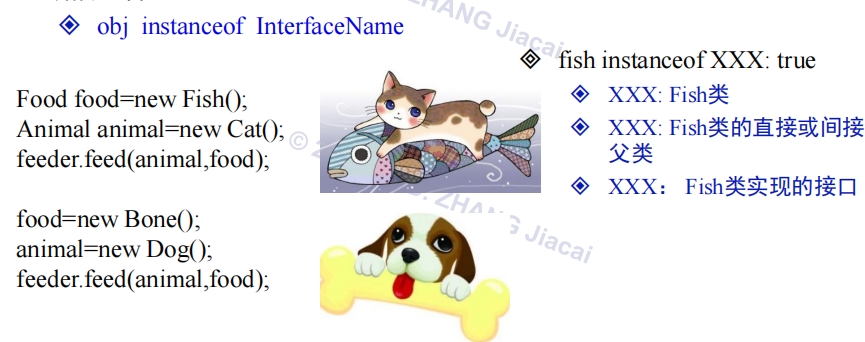 obj instanceof InterfaceName
fish instanceof XXX: true
XXX: Fish类
XXX: Fish类的直接或间接
父类
XXX： Fish类实现的接口
Food food=new Fish();
Animal animal=new Cat();
feeder.feed(animal,food);
food=new Bone();
animal=new Dog();
feeder.feed(animal,food);
ZHANG Jiacai
©
ZHANG Jiacai